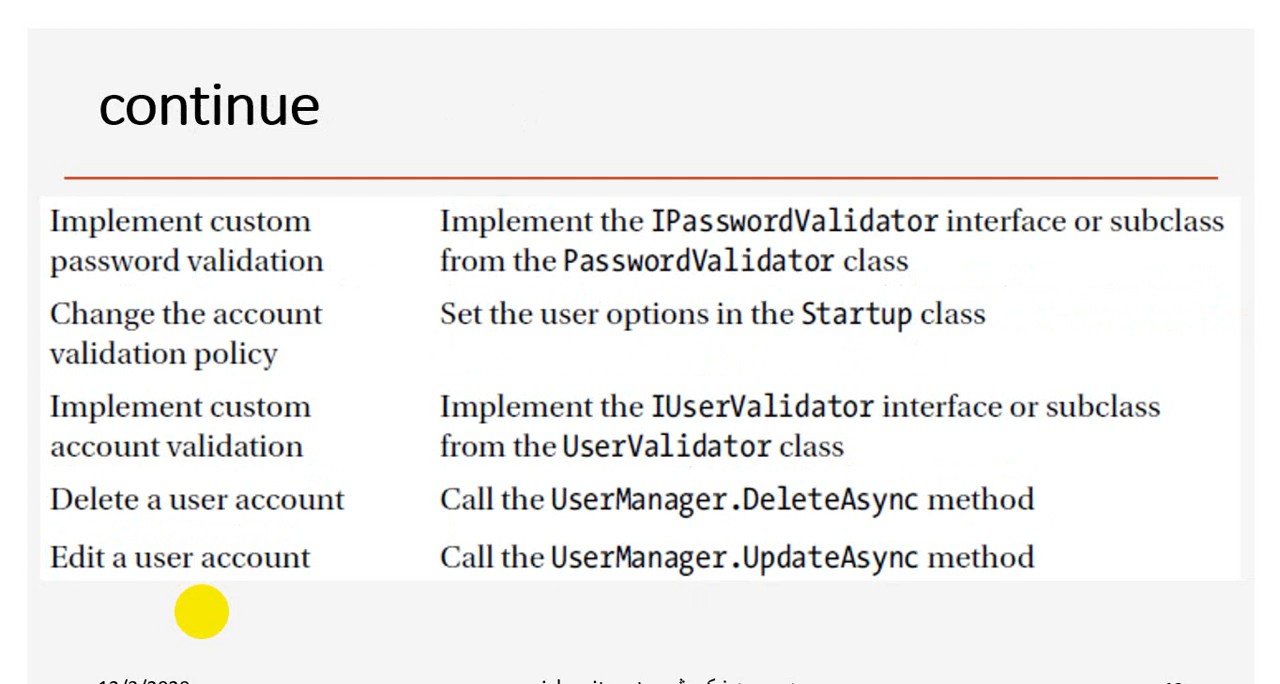 continue
Implement custom
password validation
Implement the IPasswordValidator interface or subclass
from the PasswordValidator class
Change the account
validation policy
Set the user options in the Startup class
Implement custom
account validation
Implement the IUserValidator interface or subclass
from the UserValidator class
Delete a user account
Call the UserManager.DeleteAsync method
Edit a user account
Call the UserManager.UpdateAsync method